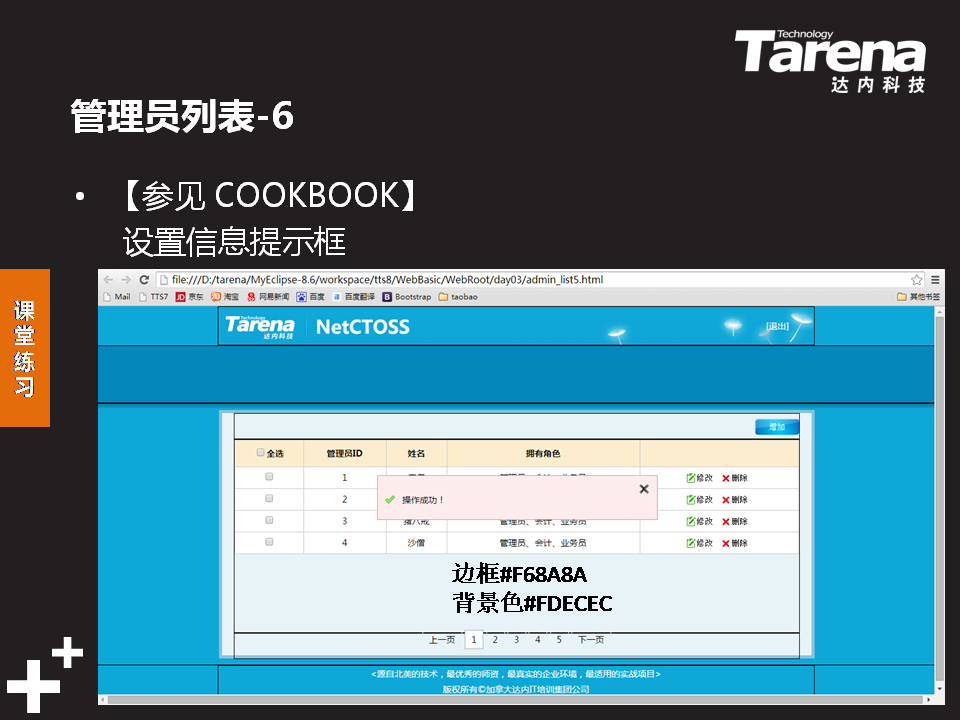 Technology
Tarena
达内科技
管理员列表-6
• 【参见 COOKBOOK】
设置信息提示框
课堂练习
file:///D:/tarena/MyEclipse-8.6/workspace/tts8/WebBasic/WebRoot/day03/admin_list5.html
Mail TTS7 京东 淘宝 网易新闻 百度 百度翻译 Bootstrap taobao 其他书签
Technology
Tarena
达内科技
NetCTOSS
[退出]
增加
全选 管理员ID 姓名 拥有角色
1 修改 删除
2 修改 删除
操作成功！
3 猪八戒 管理员、会计、业务员 修改 删除
4 沙僧 管理员、会计、业务员 修改 删除
边框#F68A8A
背景色#FDECEC
上一页 1 2 3 4 5 下一页
<源自北美的技术，最优秀的师资，最真实的企业环境，最适用的实战项目>
版权所有©加拿大达内IT培训集团公司